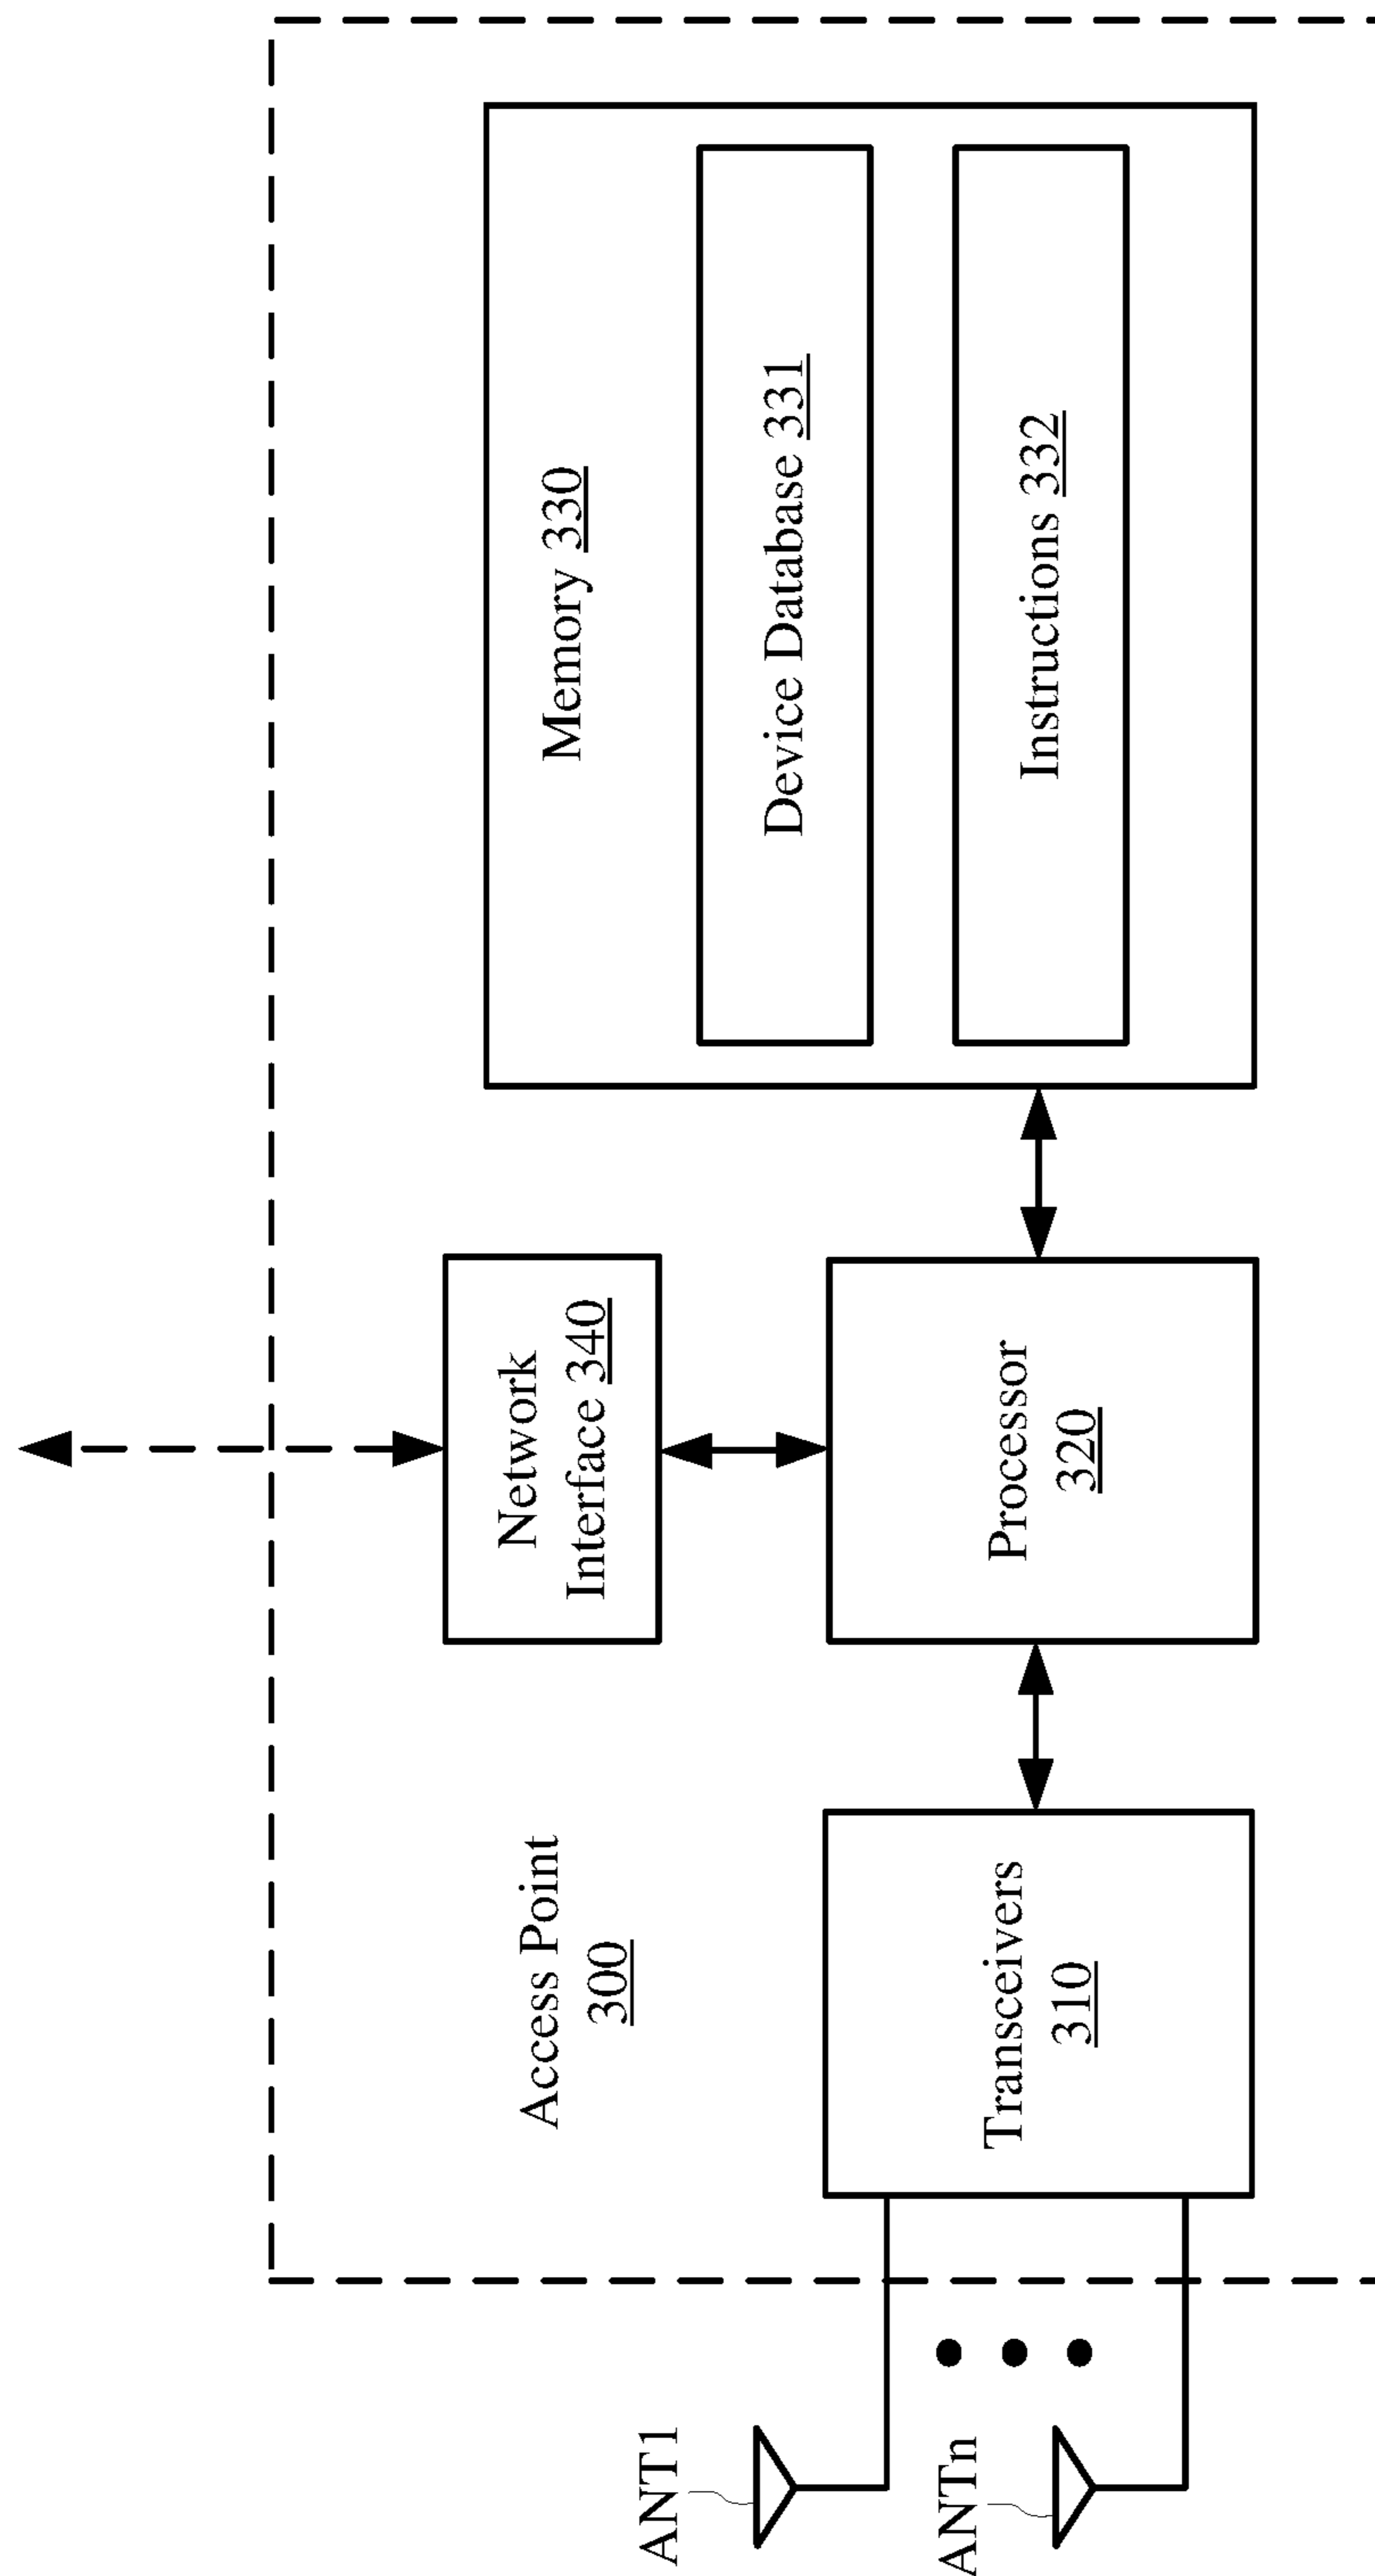 Access Point
300
Network
Interface 340
Memory 330
Device Database 331
Instructions 332
ANT1
ANTn
Transceivers
310
Processor
320